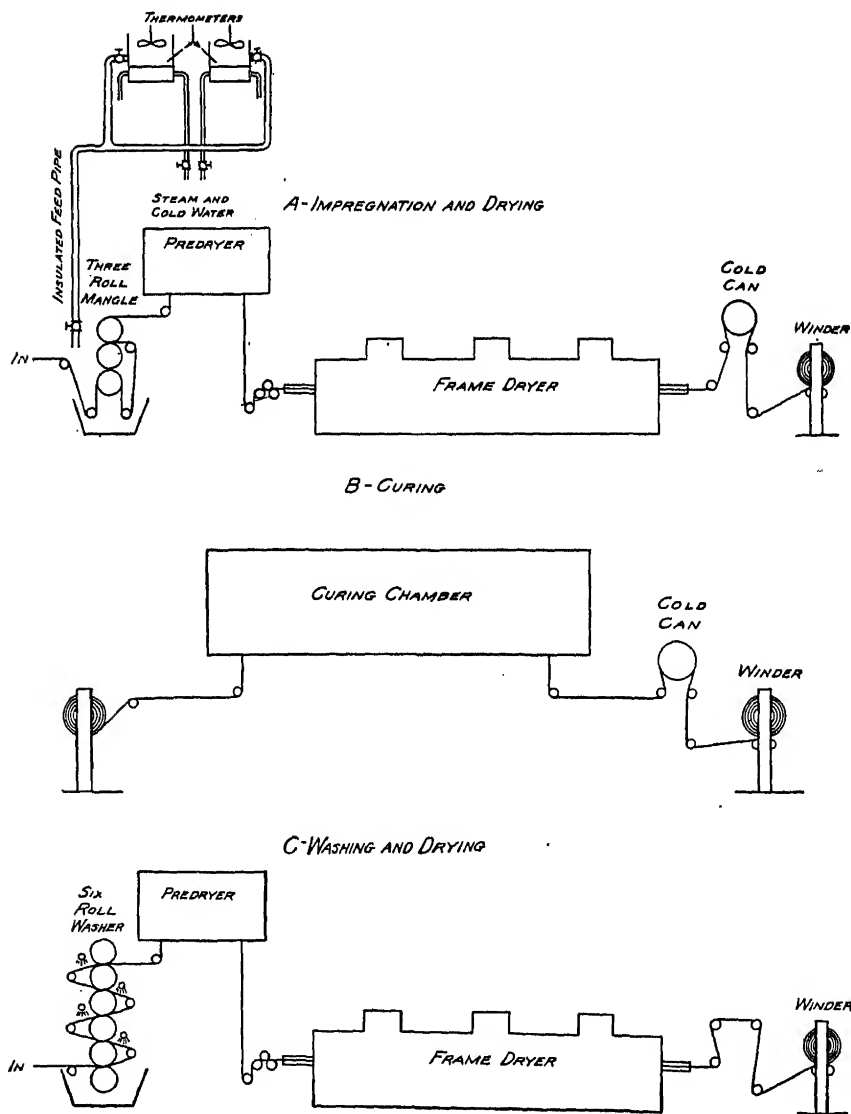 THERMOMETERS
INSULATED FEED PIPE
STEAM AND
COLD WATER
A-IMPREGNATION AND DRYING
PREDRYER
THREE
ROLL
MANGLE
COLD
CAN
WINDER
IN
FRAME DRYER
B-CURING
CURING CHAMBER
COLD
CAN
WINDER
C-WASHING AND DRYING
PREDRYER
SIX
ROLL
WASHER
WINDER
FRAME DRYER
IN